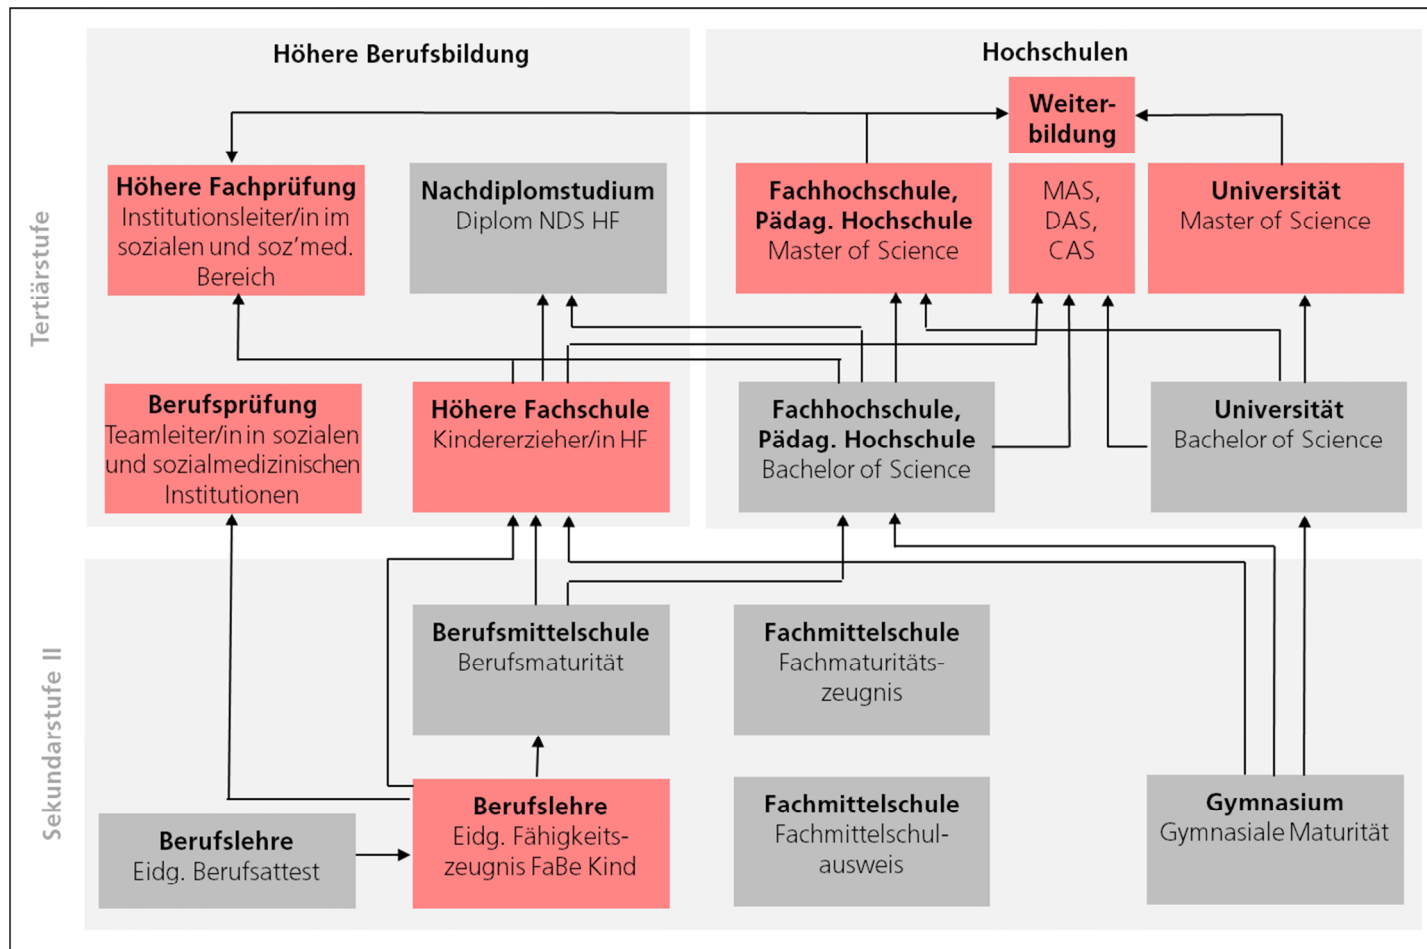 Höhere Berufsbildung
Hochschulen
Weiter-
bildung
Höhere Fachprüfung
Institutionsleiter/in im
sozialen und soz’med.
Bereich
Nachdiplomstudium
Diplom NDS HF
Fachhochschule,
Pädag. Hochschule
Master of Science
MAS,
DAS,
CAS
Universität
Master of Science
Tertiärstufe
Berufsprüfung
Teamleiter/in in sozialen
und sozialmedizinischen
Institutionen
Höhere Fachschule
Kindererzieher/in HF
Fachhochschule,
Pädag. Hochschule
Bachelor of Science
Universität
Bachelor of Science
Sekundarstufe II
Berufsmittelschule
Berufsmaturität
Fachmittelschule
Fachmaturitäts-
zeugnis
Berufslehre
Eidg. Berufsattest
Berufslehre
Eidg. Fähigkeits-
zeugnis FaBe Kind
Fachmittelschule
Fachmittelschul-
ausweis
Gymnasium
Gymnasiale Maturität